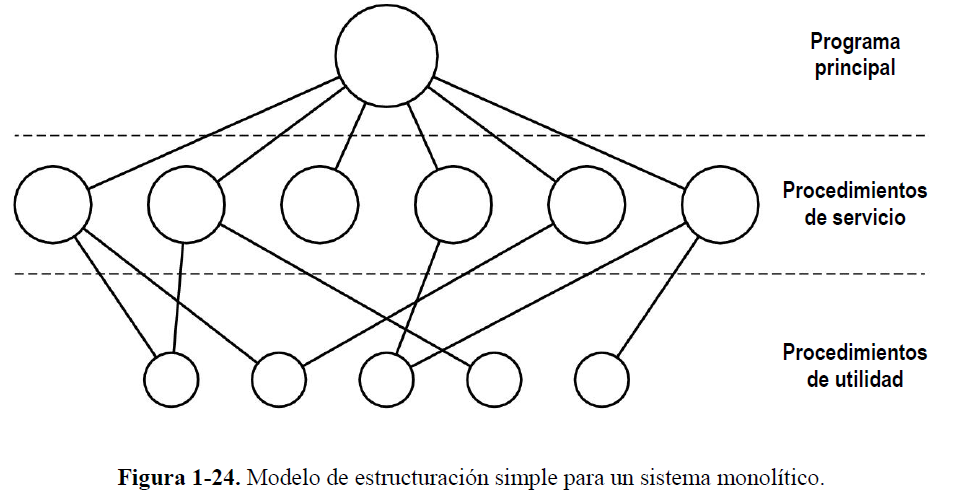 Programa
principal
Procedimientos
de servicio
Procedimientos
de utilidad
Figura 1-24. Modelo de estructuración simple para un sistema monolítico.